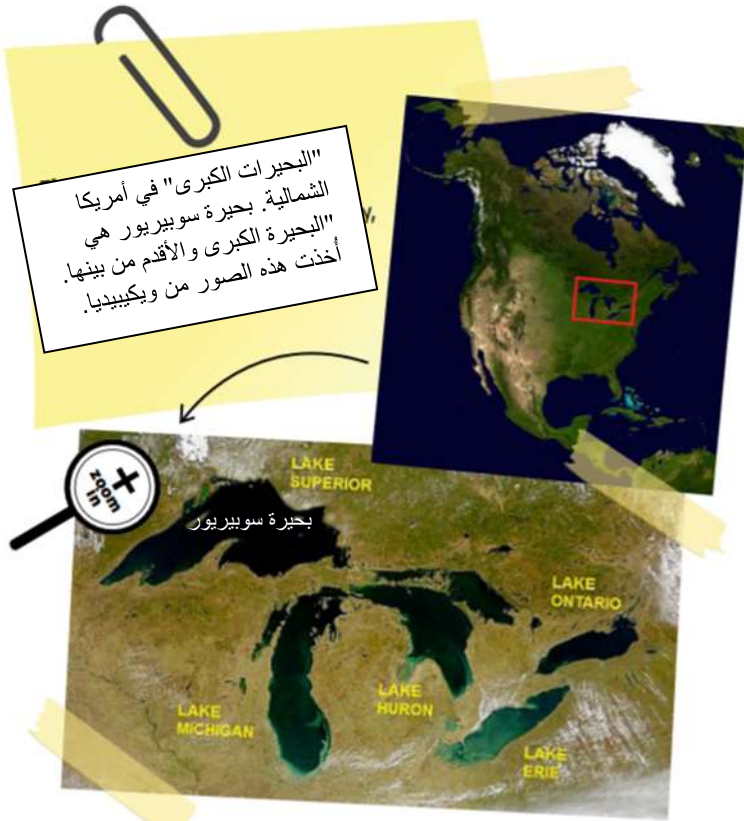 "البحيرات الكبرى" في أمريكا
الشمالية. بحيرة سوبيريور هي
"البحيرة الكبرى والأقدم من بينها.
أُخذت هذه الصور من ويكيبيديا.
y,
zoom
in
LAKE
SUPERIOR
بحيرة سوبيريور
LAKE
ONTARIO
LAKE
HURON
LAKE
MICHIGAN
LAKE
ERIE